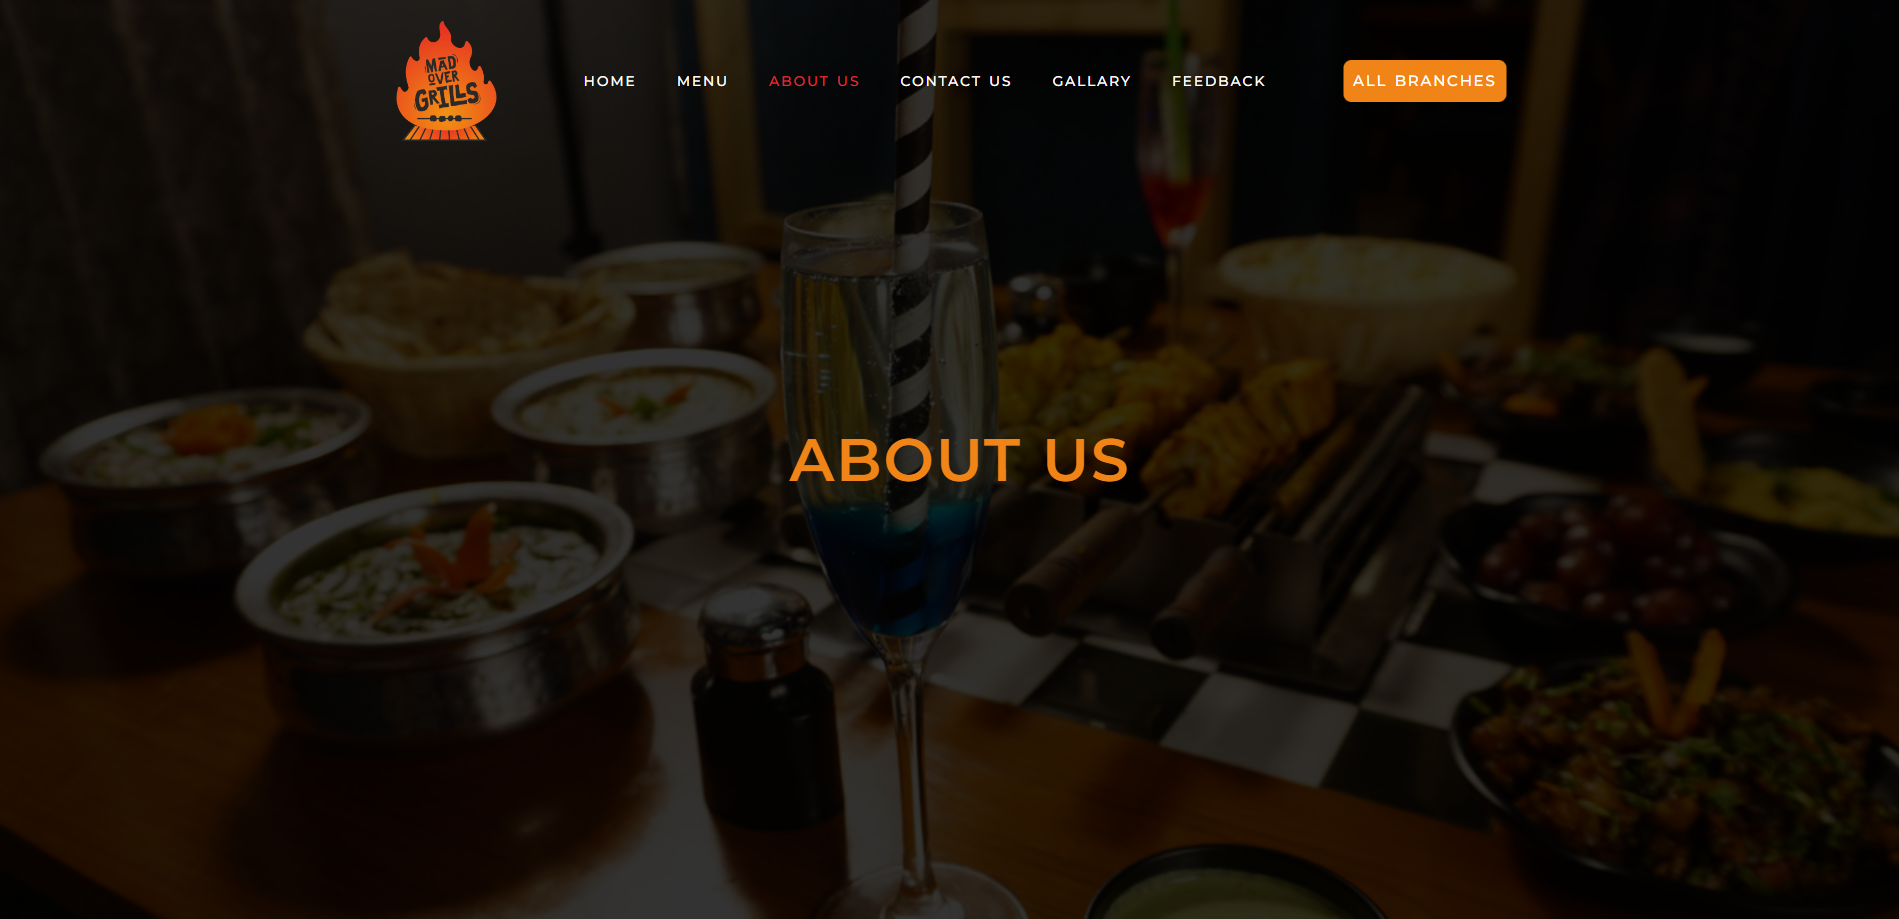 MAD
OVER
GRILLS
HOME MENU ABOUT US CONTACT US GALLARY FEEDBACK ALL BRANCHES
ABOUT US